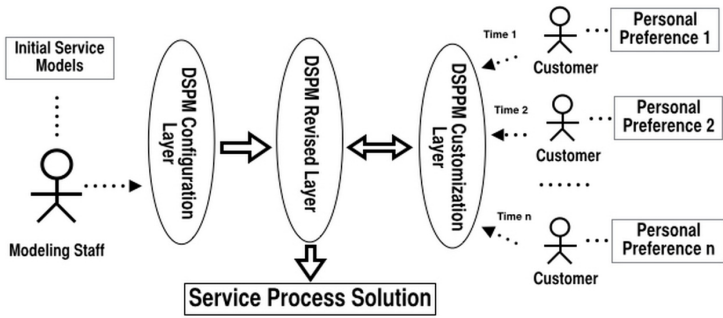 Initial Service
Models
Modeling Staff
DSPM Configuration
Layer
DSPM Revised Layer
DSPPM Customization
Layer
Service Process Solution
Time 1
Customer
Personal
Preference 1
Time 2
Customer
Personal
Preference 2
Time n
Customer
Personal
Preference n